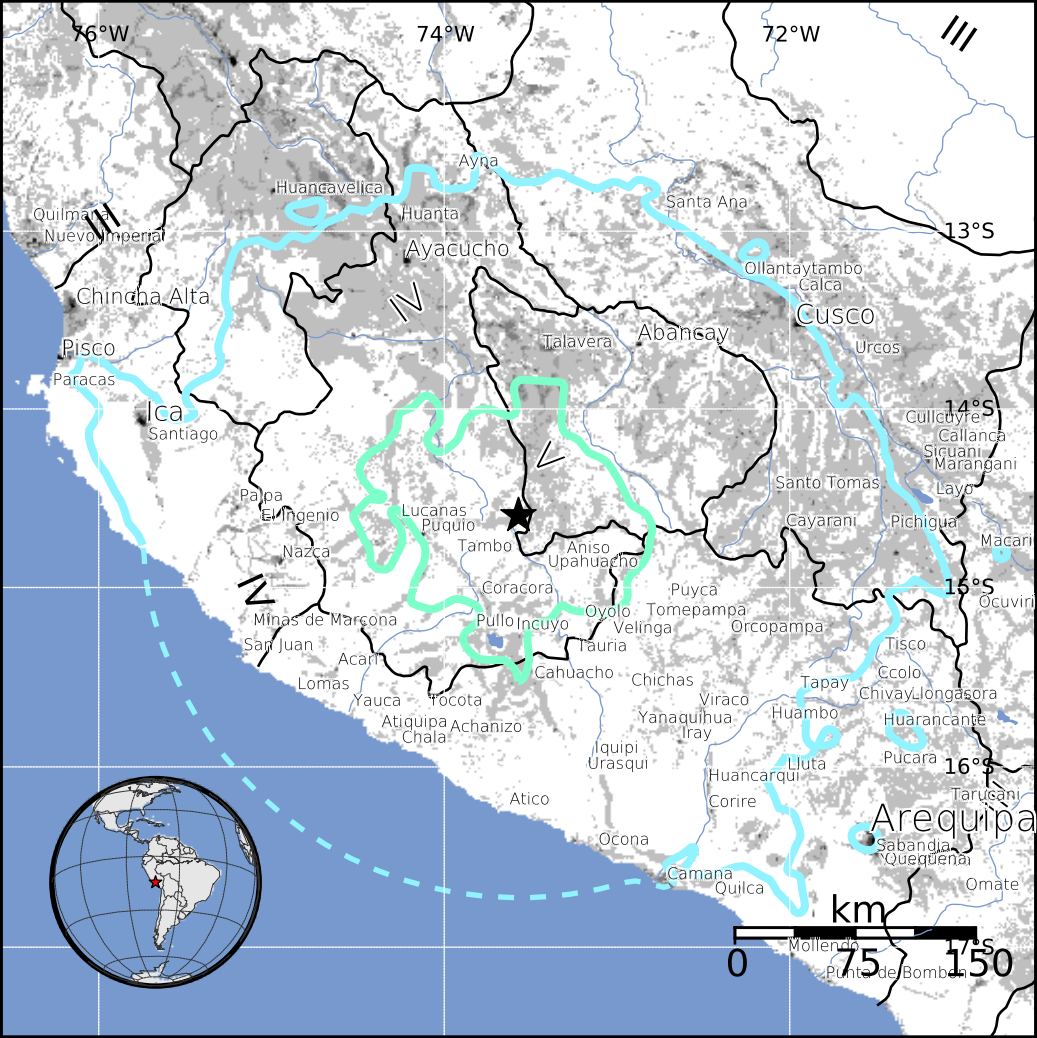 76°W 74°W 72°W
III
Ayna
Huancavelica
Santa Ana
Quilmana
Huanta
III
13°S
Nuevo Imperial
Ayacucho
Ollantaytambo
Calca
Chincha Alta
IV
Cusco
Abancay
Talavera
Pisco
Urcos
Paracas
14°S
Ica
Cullcuyre
Santiago
Callanca
Sicuani
V
Marangani
Santo Tomas
Layo
Palpa
El Ingenio
Lucanas
Cayarani
Pichigua
Puquio
Macari
Tambo
Aniso
Nazca
Upahuacho
15°S
Coracora
Puyca
IV
Ocuviri
Oyolo
Tomepampa
Minas de Marcona
Pullo
Incuyo
Velinga
Orcopampa
San Juan
Tauria
Tisco
Acari
Cahuacho
Ccolo
Lomas
Chichas
Tapay
Chivay
Llongasora
Yauca
Tocota
Viraco
Huambo
Huarancante
Atiquipa
Achanizo
Yanaquihua
Chala
Iray
Iquipi
Pucara
Urasqui
Lluta
16°S
Huancarqui
Tarucani
Atico
Corire
Arequipa
Ocona
Sabandia
Quequena
Camana
Omate
Quilca
km
Mollendo
17°S
0 75 150
Punta de Bombon